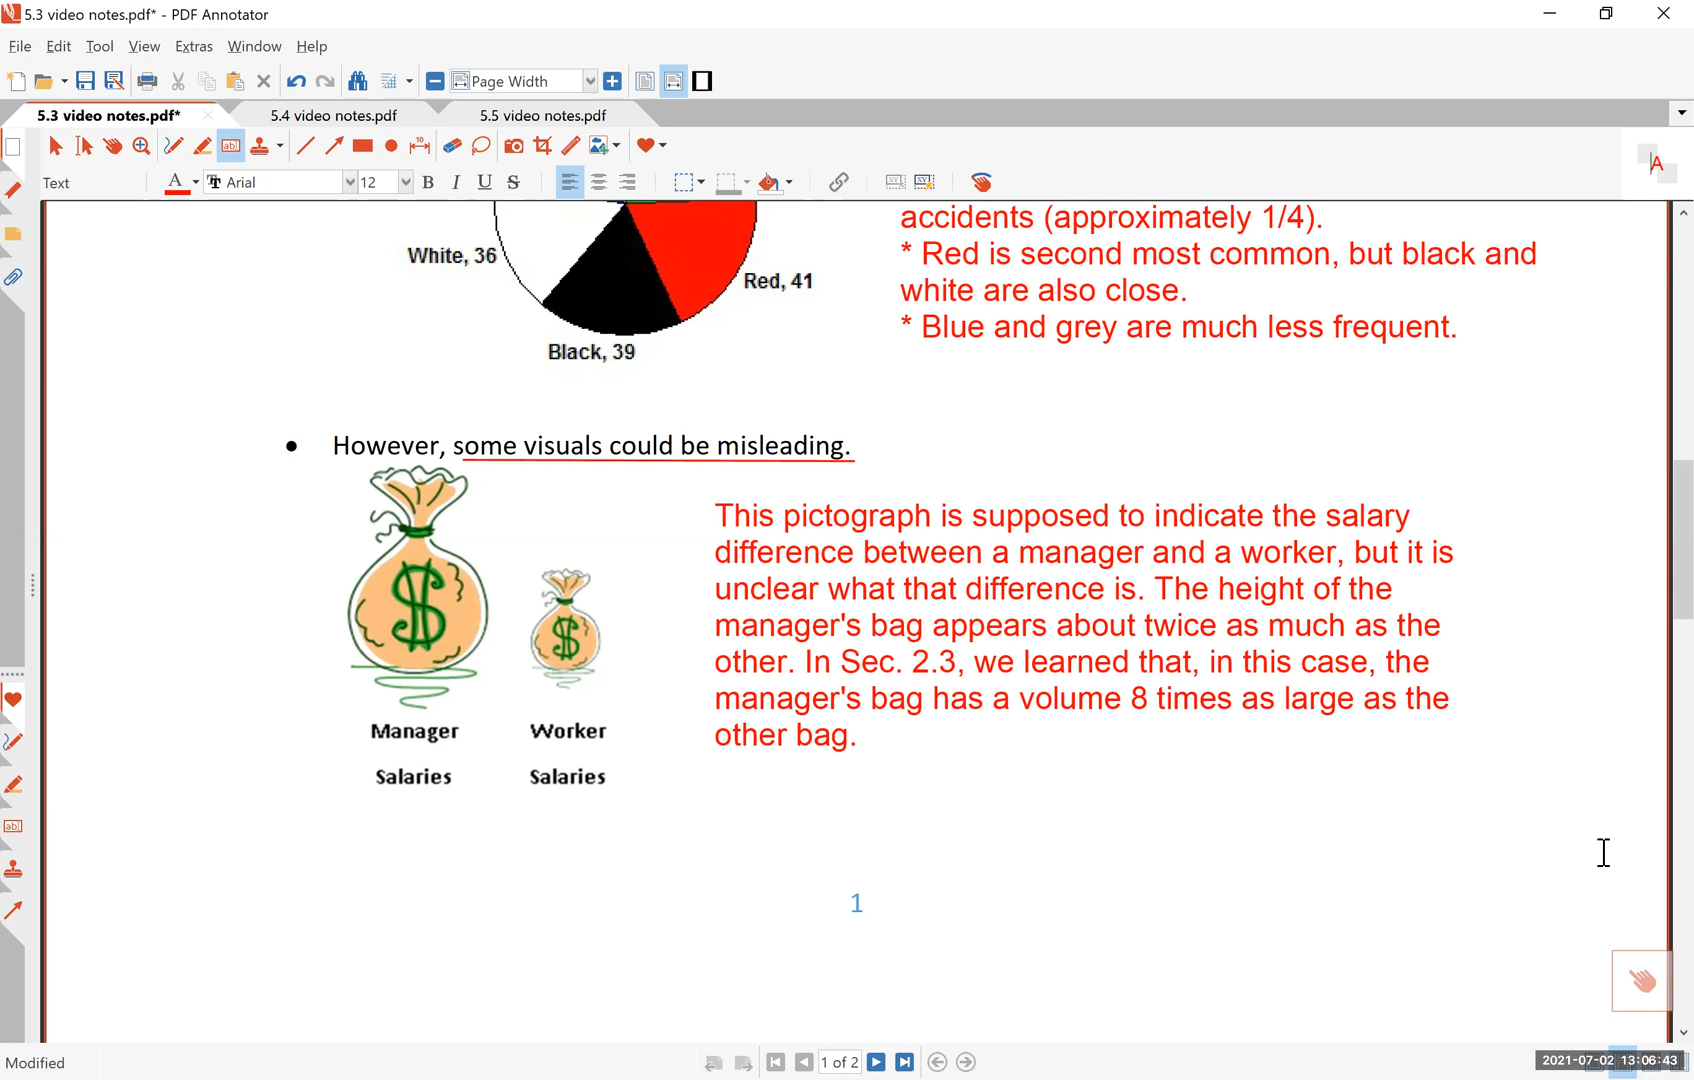 5.3 video notes.pdf* - PDF Annotator
File Edit Tool View Extras Window Help
Page Width
5.3 video notes.pdf* 5.4 video notes.pdf 5.5 video notes.pdf
Text A Arial 12 B I U S
accidents (approximately 1/4).
* Red is second most common, but black and
white are also close.
* Blue and grey are much less frequent.
White, 36
Red, 41
Black, 39
• However, some visuals could be misleading.
This pictograph is supposed to indicate the salary
difference between a manager and a worker, but it is
unclear what that difference is. The height of the
manager's bag appears about twice as much as the
other. In Sec. 2.3, we learned that, in this case, the
manager's bag has a volume 8 times as large as the
other bag.
$
$
Manager
Salaries
Worker
Salaries
1
Modified
1 of 2
2021-07-02 13:06:43